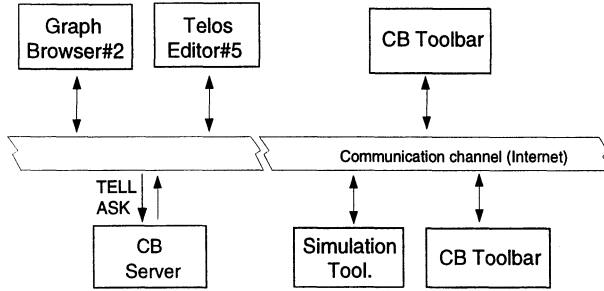 Graph
Browser#2
Telos
Editor#5
CB Toolbar
Communication channel (Internet)
TELL
ASK
CB
Server
Simulation
Tool.
CB Toolbar